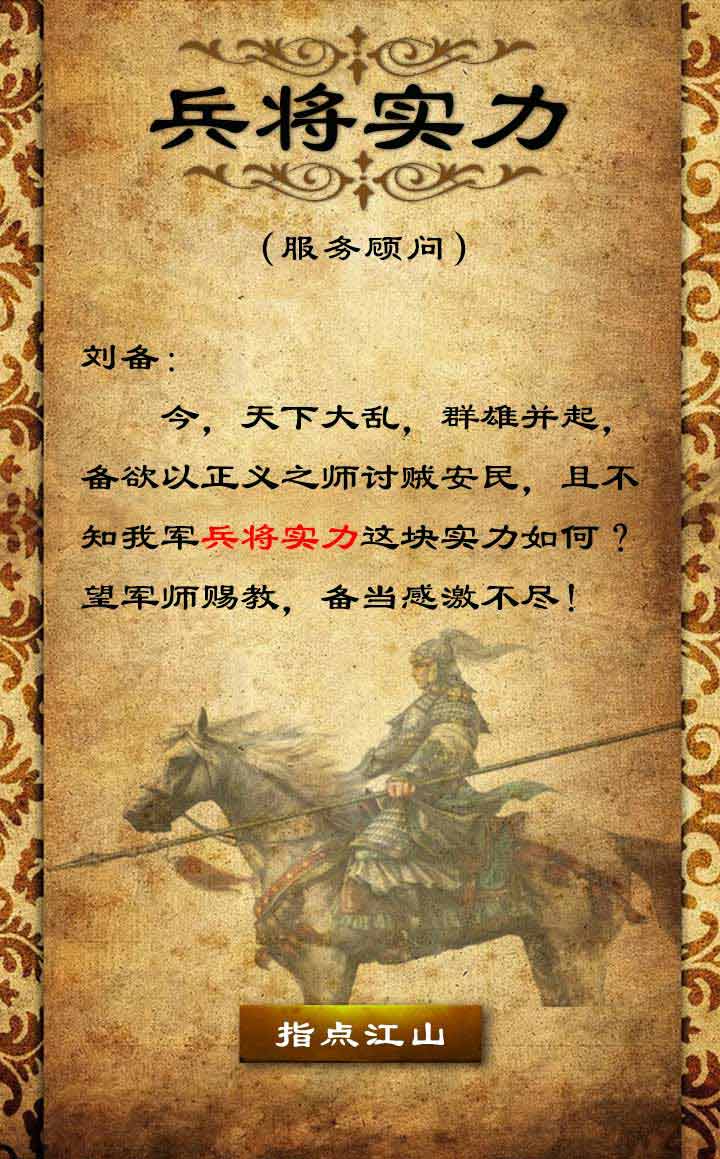 兵将实力
（服务顾问）
刘备：
今，天下大乱，群雄并起，
备欲以正义之师讨贼安民，且不
知我军兵将实力这块实力如何？
望军师赐教，备当感激不尽！
指点江山